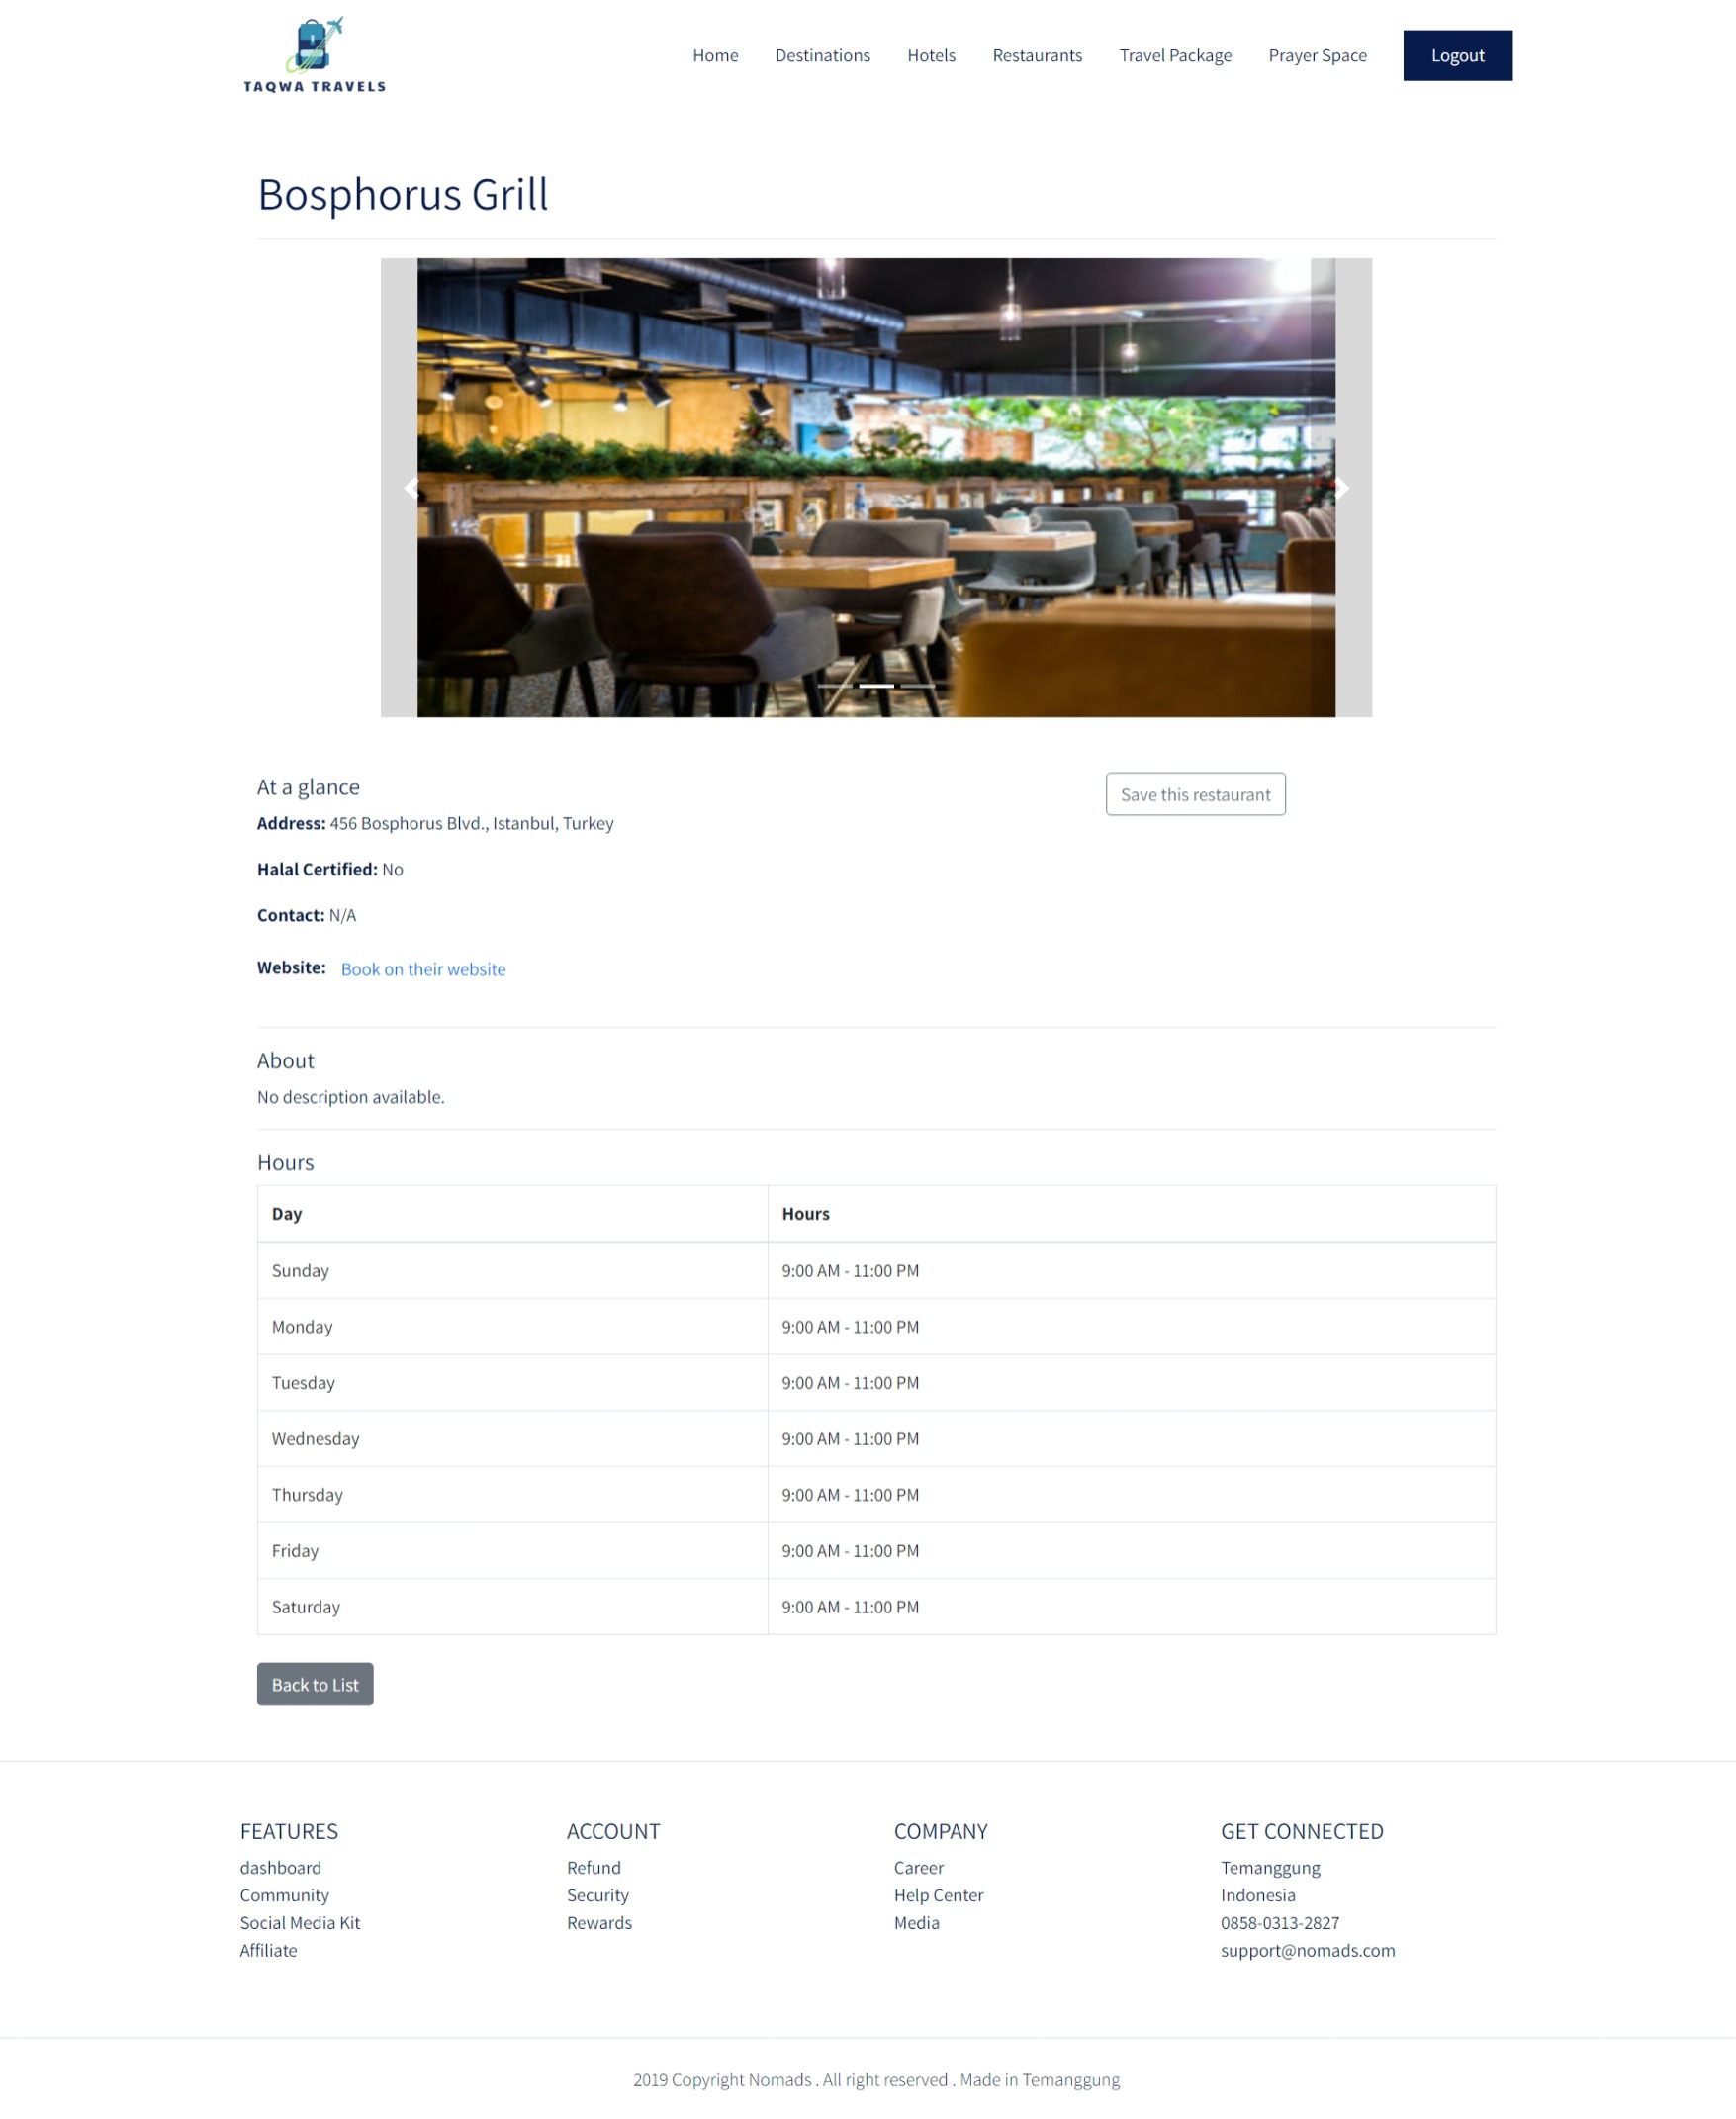 TAQWA TRAVELS
Home Destinations Hotels Restaurants Travel Package Prayer Space Logout
Bosphorus Grill
At a glance
Save this restaurant
Address: 456 Bosphorus Blvd., Istanbul, Turkey
Halal Certified: No
Contact: N/A
Website: Book on their website
About
No description available.
Hours
Day Hours
Sunday 9:00 AM - 11:00 PM
Monday 9:00 AM - 11:00 PM
Tuesday 9:00 AM - 11:00 PM
Wednesday 9:00 AM - 11:00 PM
Thursday 9:00 AM - 11:00 PM
Friday 9:00 AM - 11:00 PM
Saturday 9:00 AM - 11:00 PM
Back to List
FEATURES
dashboard
Community
Social Media Kit
Affiliate
ACCOUNT
Refund
Security
Rewards
COMPANY
Career
Help Center
Media
GET CONNECTED
Temanggung
Indonesia
0858-0313-2827
support@nomads.com
2019 Copyright Nomads . All right reserved . Made in Temanggung